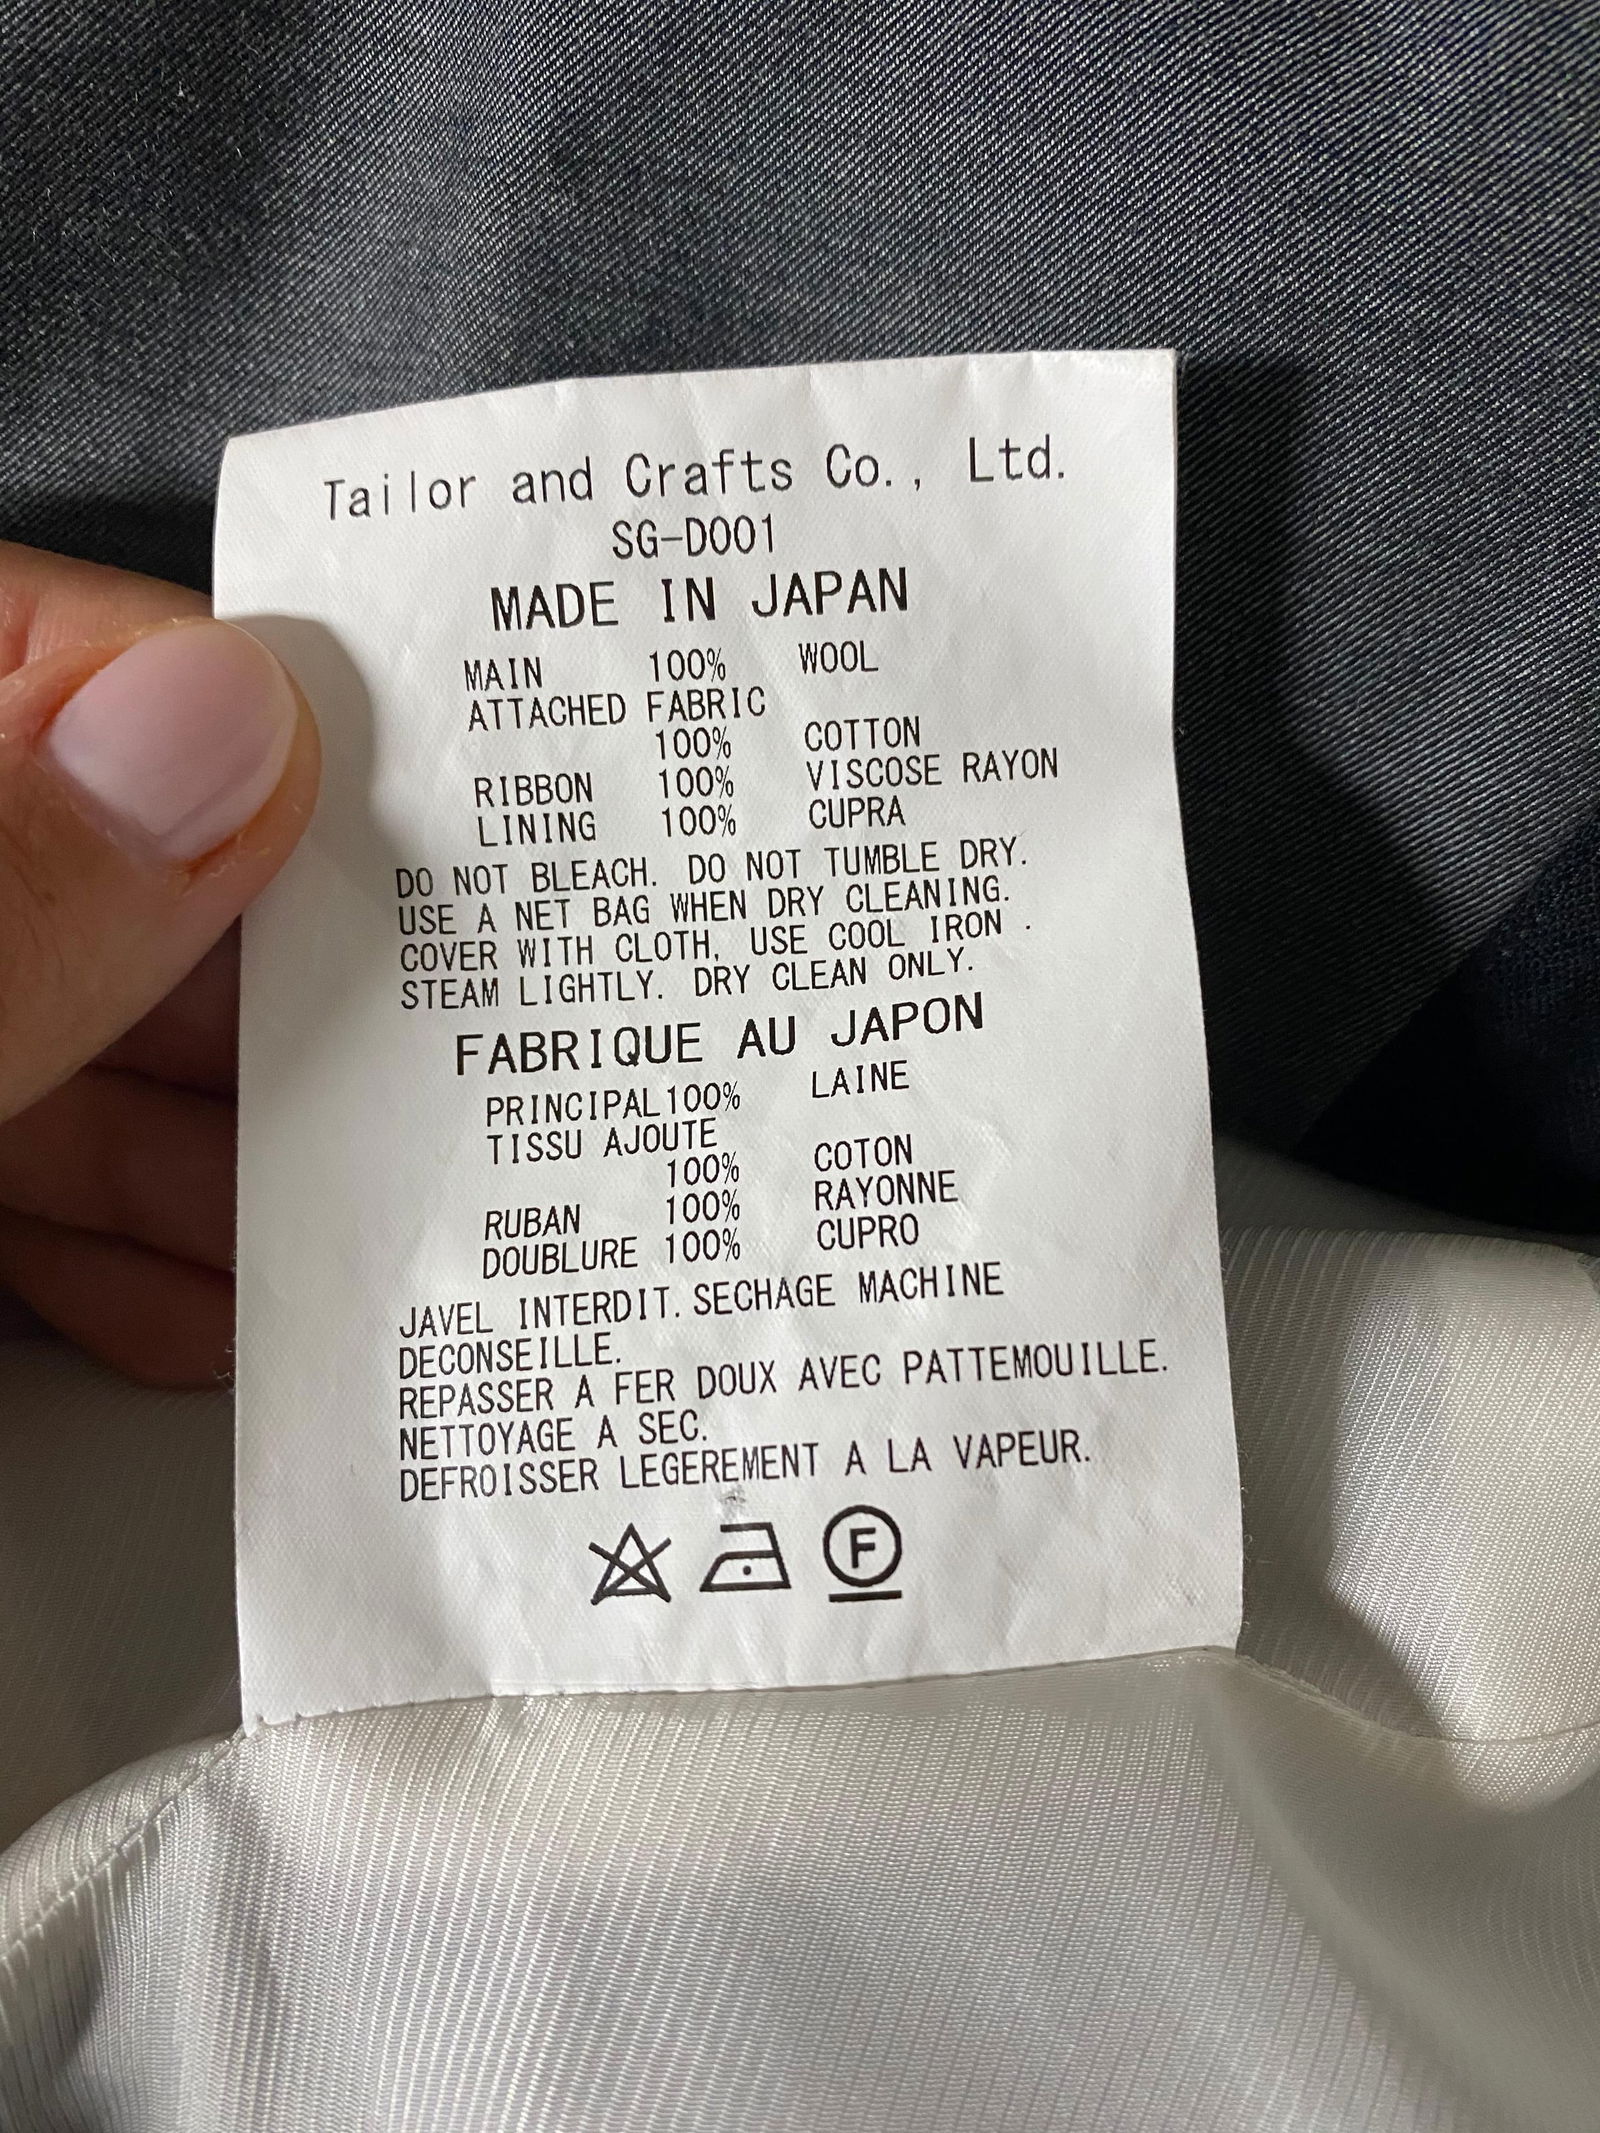 Tailor and Crafts Co., Ltd.
SG-D001
MADE IN JAPAN
MAIN 100% WOOL
ATTACHED FABRIC
100% COTTON
RIBBON 100% VISCOSE RAYON
LINING 100% CUPRA
DO NOT BLEACH. DO NOT TUMBLE DRY.
USE A NET BAG WHEN DRY CLEANING.
COVER WITH CLOTH, USE COOL IRON .
STEAM LIGHTLY. DRY CLEAN ONLY.
FABRIQUE AU JAPON
PRINCIPAL 100% LAINE
TISSU AJOUTE
100% COTON
RUBAN 100% RAYONNE
DOUBLURE 100% CUPRO
JAVEL INTERDIT. SECHAGE MACHINE
DECONSEILLE.
REPASSER A FER DOUX AVEC PATTEMOUILLE.
NETTOYAGE A SEC.
DEFROISSER LEGEREMENT A LA VAPEUR.
F